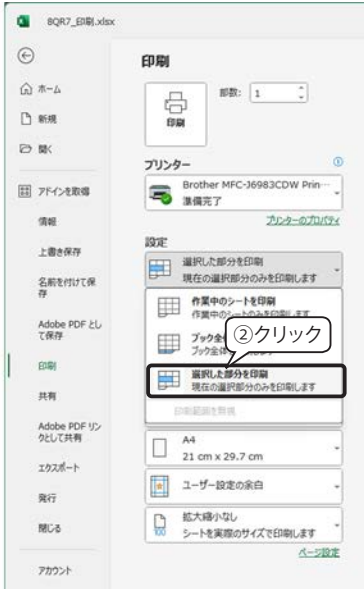 8QR7_印刷.xlsx
印刷
ホーム
新規
開く
アドインを取得
情報
上書き保存
名前を付けて保
存
Adobe PDF とし
て保存
印刷
共有
Adobe PDF リン
クとして共有
エクスポート
発行
閉じる
アカウント
印刷
部数: 1
プリンター
Brother MFC-J6983CDW Prin…
準備完了
プリンターのプロパティ
設定
選択した部分を印刷
現在の選択部分のみを印刷します
作業中のシートを印刷
作業中のシートのみを印刷します
②クリック
ブック全
ブック全体
選択した部分を印刷
現在の選択部分のみを印刷します
印刷範囲を無視
A4
21 cm x 29.7 cm
ユーザー設定の余白
拡大縮小なし
シートを実際のサイズで印刷します
100
ページ設定